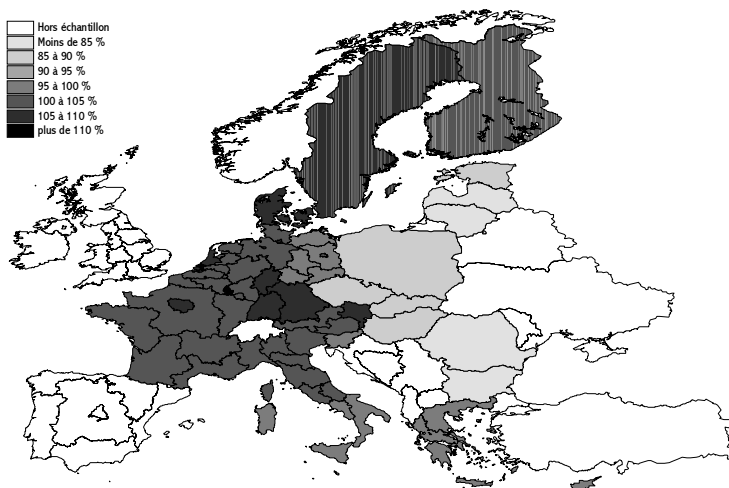 Hors échantillon
Moins de 85 %
85 à 90 %
90 à 95 %
95 à 100 %
100 à 105 %
105 à 110 %
plus de 110 %